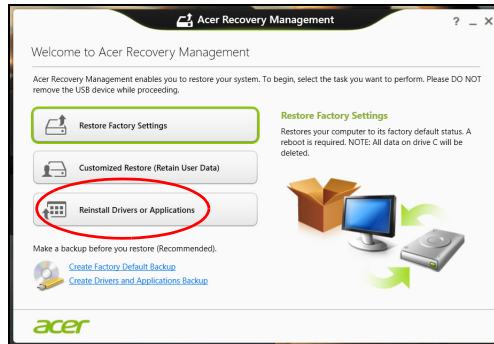 Acer Recovery Management
? _ X
Welcome to Acer Recovery Management
Acer Recovery Management enables you to restore your system. To begin, select the task you want to perform. Please DO NOT
remove the USB device while proceeding.
Restore Factory Settings
Customized Restore (Retain User Data)
Reinstall Drivers or Applications
Restore Factory Settings
Restores your computer to its factory default status. A
reboot is required. NOTE: All data on drive C will be
deleted.
Make a backup before you restore (Recommended).
Create Factory Default Backup
Create Drivers and Applications Backup
acer